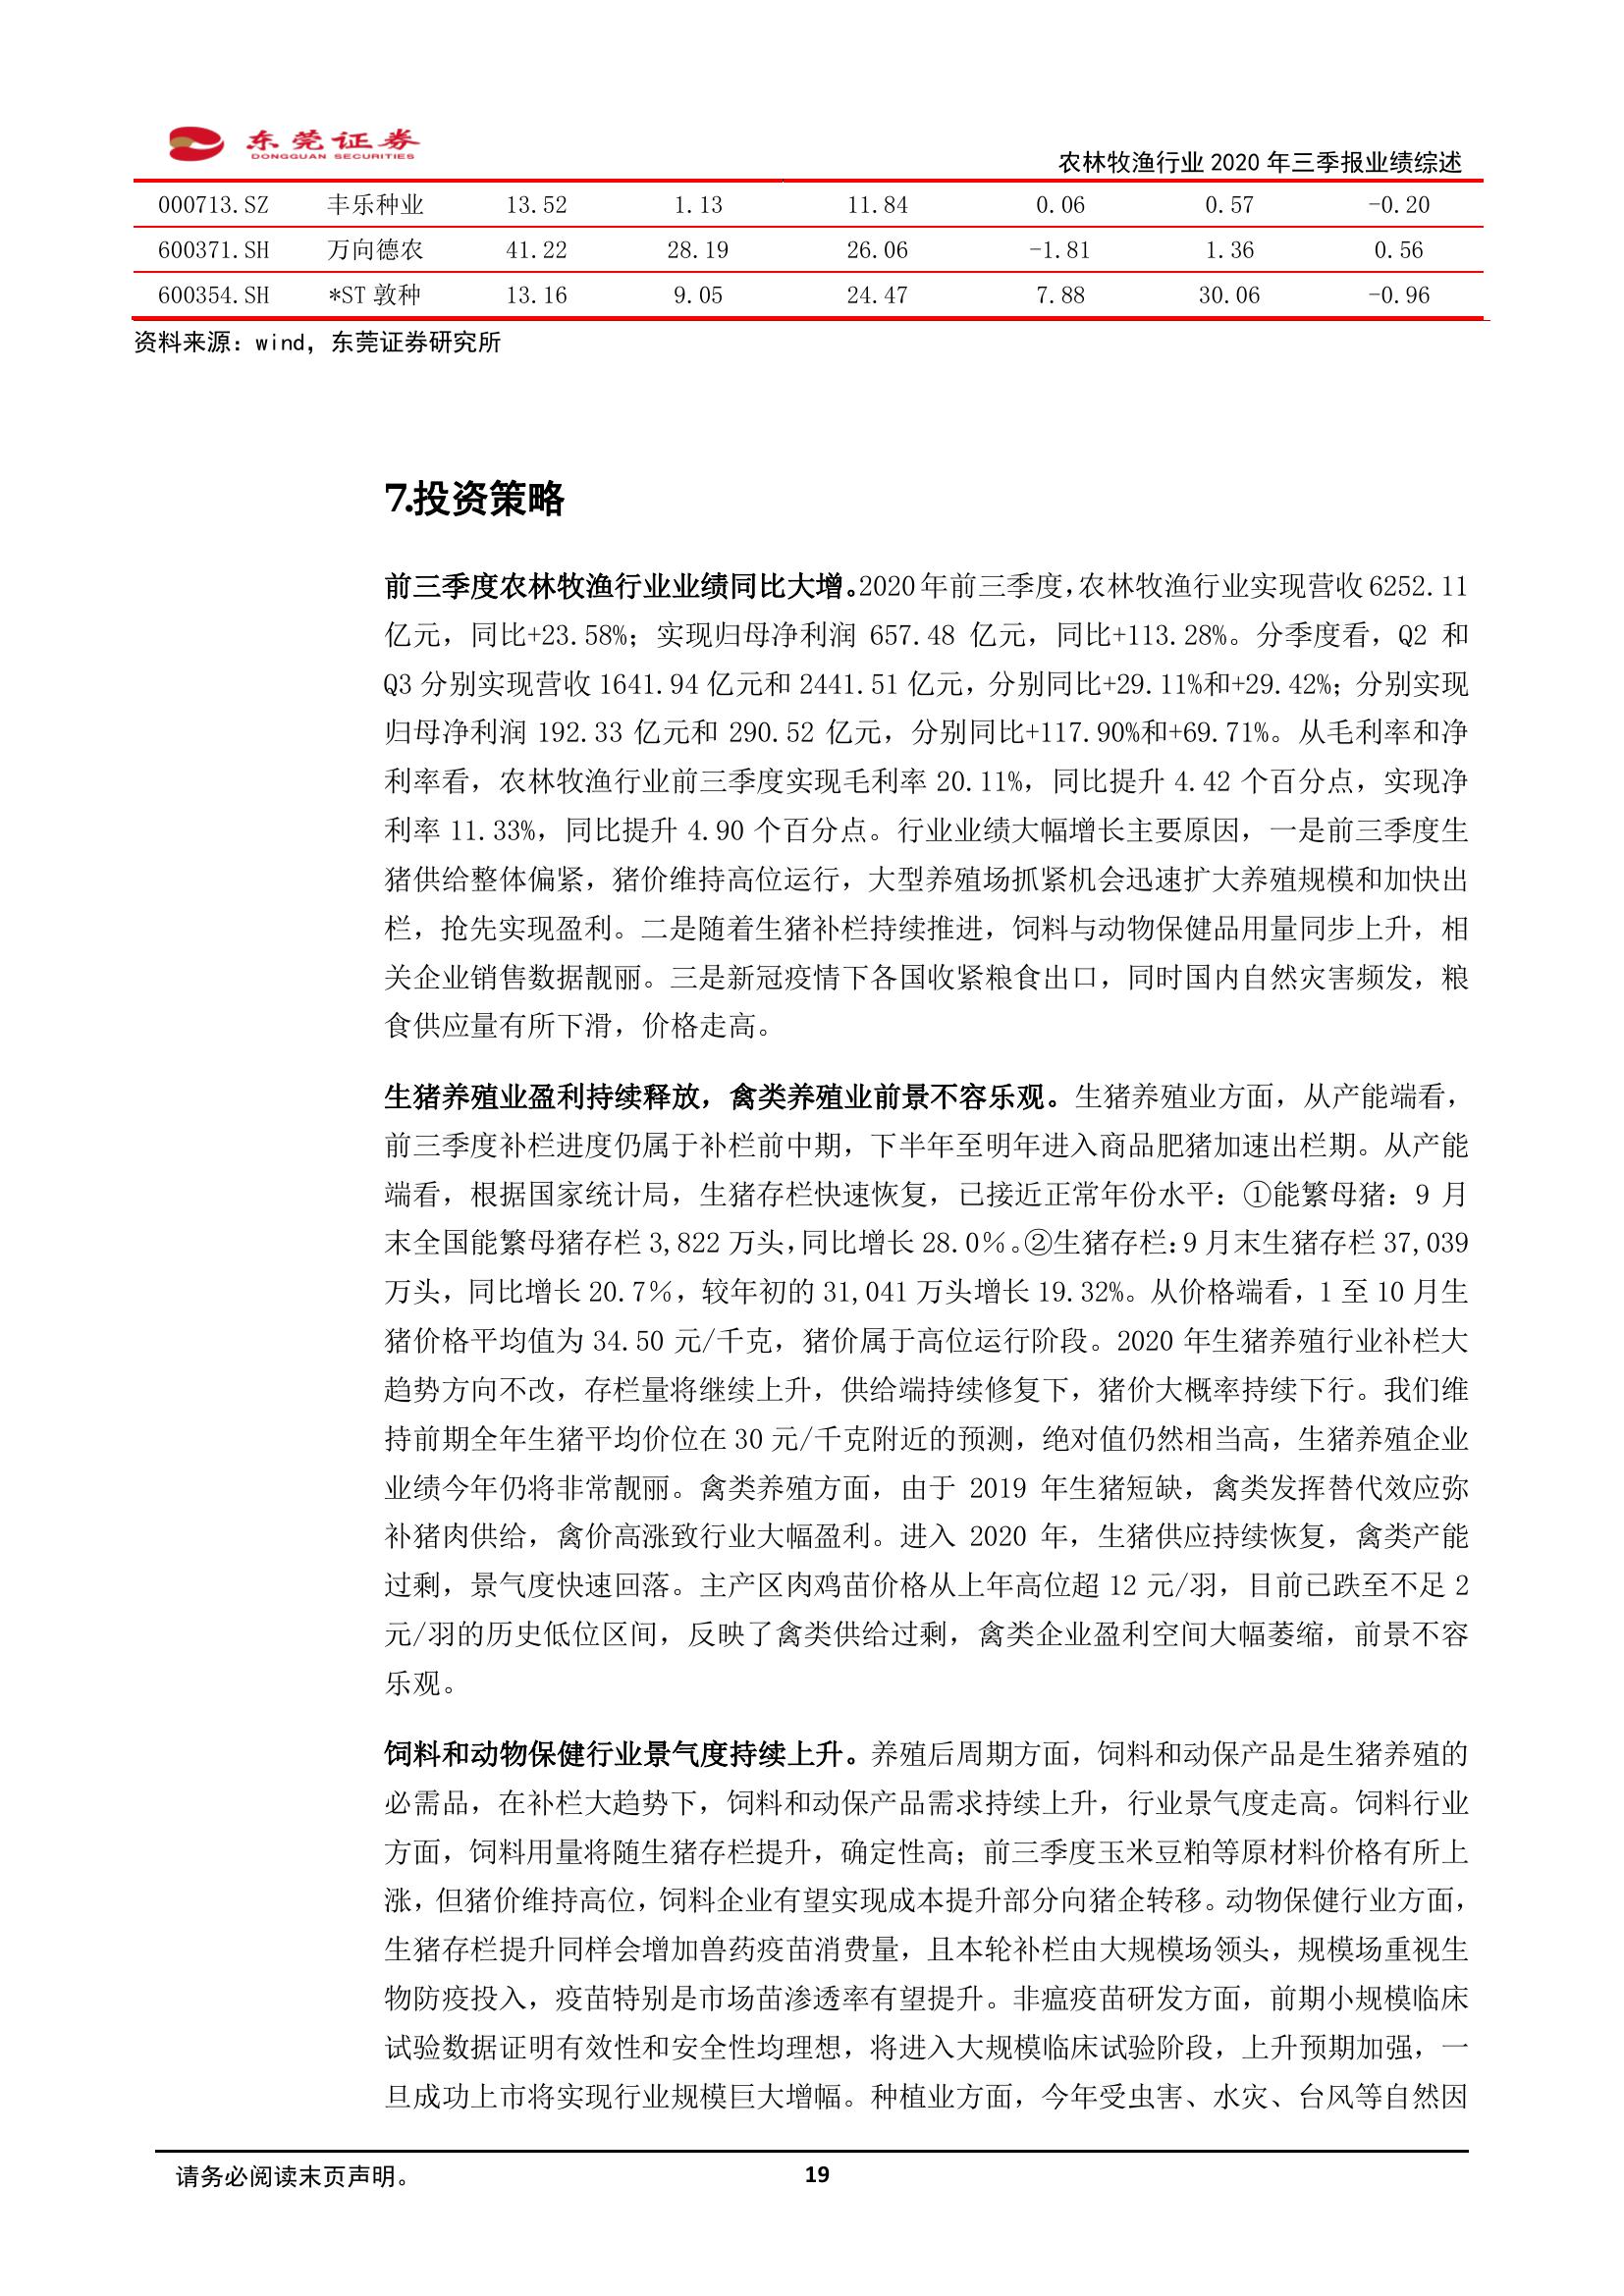 东莞证券
DONGGUAN SECURITIES
农林牧渔行业 2020 年三季报业绩综述
000713.SZ 丰乐种业 13.52 1.13 11.84 0.06 0.57 -0.20
600371.SH 万向德农 41.22 28.19 26.06 -1.81 1.36 0.56
600354.SH *ST 敦种 13.16 9.05 24.47 7.88 30.06 -0.96
资料来源：wind，东莞证券研究所
7.投资策略
前三季度农林牧渔行业业绩同比大增。2020 年前三季度，农林牧渔行业实现营收 6252.11
亿元，同比+23.58%；实现归母净利润 657.48 亿元，同比+113.28%。分季度看，Q2 和
Q3 分别实现营收 1641.94 亿元和 2441.51 亿元，分别同比+29.11%和+29.42%；分别实现
归母净利润 192.33 亿元和 290.52 亿元，分别同比+117.90%和+69.71%。从毛利率和净
利率看，农林牧渔行业前三季度实现毛利率 20.11%，同比提升 4.42 个百分点，实现净
利率 11.33%，同比提升 4.90 个百分点。行业业绩大幅增长主要原因，一是前三季度生
猪供给整体偏紧，猪价维持高位运行，大型养殖场抓紧机会迅速扩大养殖规模和加快出
栏，抢先实现盈利。二是随着生猪补栏持续推进，饲料与动物保健品用量同步上升，相
关企业销售数据靓丽。三是新冠疫情下各国收紧粮食出口，同时国内自然灾害频发，粮
食供应量有所下滑，价格走高。
生猪养殖业盈利持续释放，禽类养殖业前景不容乐观。生猪养殖业方面，从产能端看，
前三季度补栏进度仍属于补栏前中期，下半年至明年进入商品肥猪加速出栏期。从产能
端看，根据国家统计局，生猪存栏快速恢复，已接近正常年份水平：①能繁母猪：9 月
末全国能繁母猪存栏 3,822 万头，同比增长 28.0％。②生猪存栏：9 月末生猪存栏 37,039
万头，同比增长 20.7％，较年初的 31,041 万头增长 19.32%。从价格端看，1 至 10 月生
猪价格平均值为 34.50 元/千克，猪价属于高位运行阶段。2020 年生猪养殖行业补栏大
趋势方向不改，存栏量将继续上升，供给端持续修复下，猪价大概率持续下行。我们维
持前期全年生猪平均价位在 30 元/千克附近的预测，绝对值仍然相当高，生猪养殖企业
业绩今年仍将非常靓丽。禽类养殖方面，由于 2019 年生猪短缺，禽类发挥替代效应弥
补猪肉供给，禽价高涨致行业大幅盈利。进入 2020 年，生猪供应持续恢复，禽类产能
过剩，景气度快速回落。主产区肉鸡苗价格从上年高位超 12 元/羽，目前已跌至不足 2
元/羽的历史低位区间，反映了禽类供给过剩，禽类企业盈利空间大幅萎缩，前景不容
乐观。
饲料和动物保健行业景气度持续上升。养殖后周期方面，饲料和动保产品是生猪养殖的
必需品，在补栏大趋势下，饲料和动保产品需求持续上升，行业景气度走高。饲料行业
方面，饲料用量将随生猪存栏提升，确定性高；前三季度玉米豆粕等原材料价格有所上
涨，但猪价维持高位，饲料企业有望实现成本提升部分向猪企转移。动物保健行业方面，
生猪存栏提升同样会增加兽药疫苗消费量，且本轮补栏由大规模场领头，规模场重视生
物防疫投入，疫苗特别是市场苗渗透率有望提升。非瘟疫苗研发方面，前期小规模临床
试验数据证明有效性和安全性均理想，将进入大规模临床试验阶段，上升预期加强，一
旦成功上市将实现行业规模巨大增幅。种植业方面，今年受虫害、水灾、台风等自然因
请务必阅读末页声明。 19